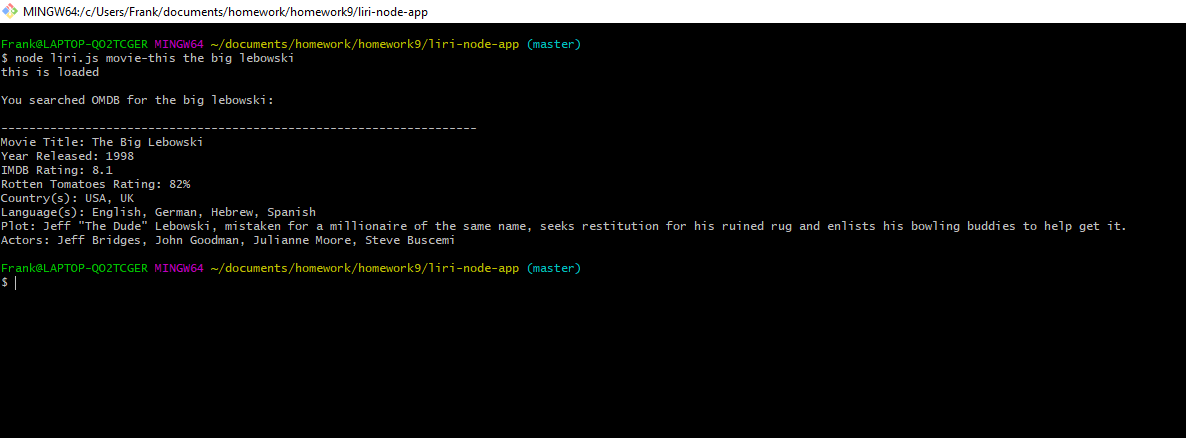 MINGW64:/c/Users/Frank/documents/homework/homework9/liri-node-app
Frank@LAPTOP-QO2TCGER MINGW64 ~/documents/homework/homework9/liri-node-app (master)
$ node liri.js movie-this the big lebowski
this is loaded
You searched OMDB for the big lebowski:
--------------------------------------------------------------------
Movie Title: The Big Lebowski
Year Released: 1998
IMDB Rating: 8.1
Rotten Tomatoes Rating: 82%
Country(s): USA, UK
Language(s): English, German, Hebrew, Spanish
Plot: Jeff "The Dude" Lebowski, mistaken for a millionaire of the same name, seeks restitution for his ruined rug and enlists his bowling buddies to help get it.
Actors: Jeff Bridges, John Goodman, Julianne Moore, Steve Buscemi
Frank@LAPTOP-QO2TCGER MINGW64 ~/documents/homework/homework9/liri-node-app (master)
$